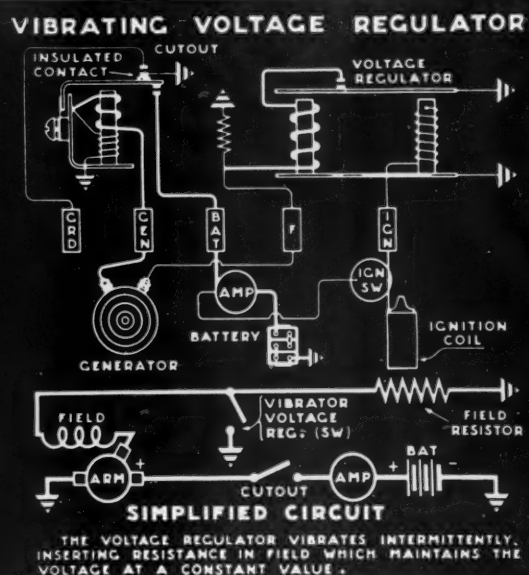 VIBRATING VOLTAGE REGULATOR
INSULATED
CONTACT
CUTOUT
VOLTAGE
REGULATOR
GRD
GEN
BAT
F
IGN
AMP
IGN
SW
BATTERY
GENERATOR
IGNITION
COIL
FIELD
VIBRATOR
VOLTAGE
REG. (SW)
FIELD
RESISTOR
ARM
+
CUTOUT
AMP
+
BAT
-
SIMPLIFIED CIRCUIT
THE VOLTAGE REGULATOR VIBRATES INTERMITTENTLY,
INSERTING RESISTANCE IN FIELD WHICH MAINTAINS THE
VOLTAGE AT A CONSTANT VALUE.